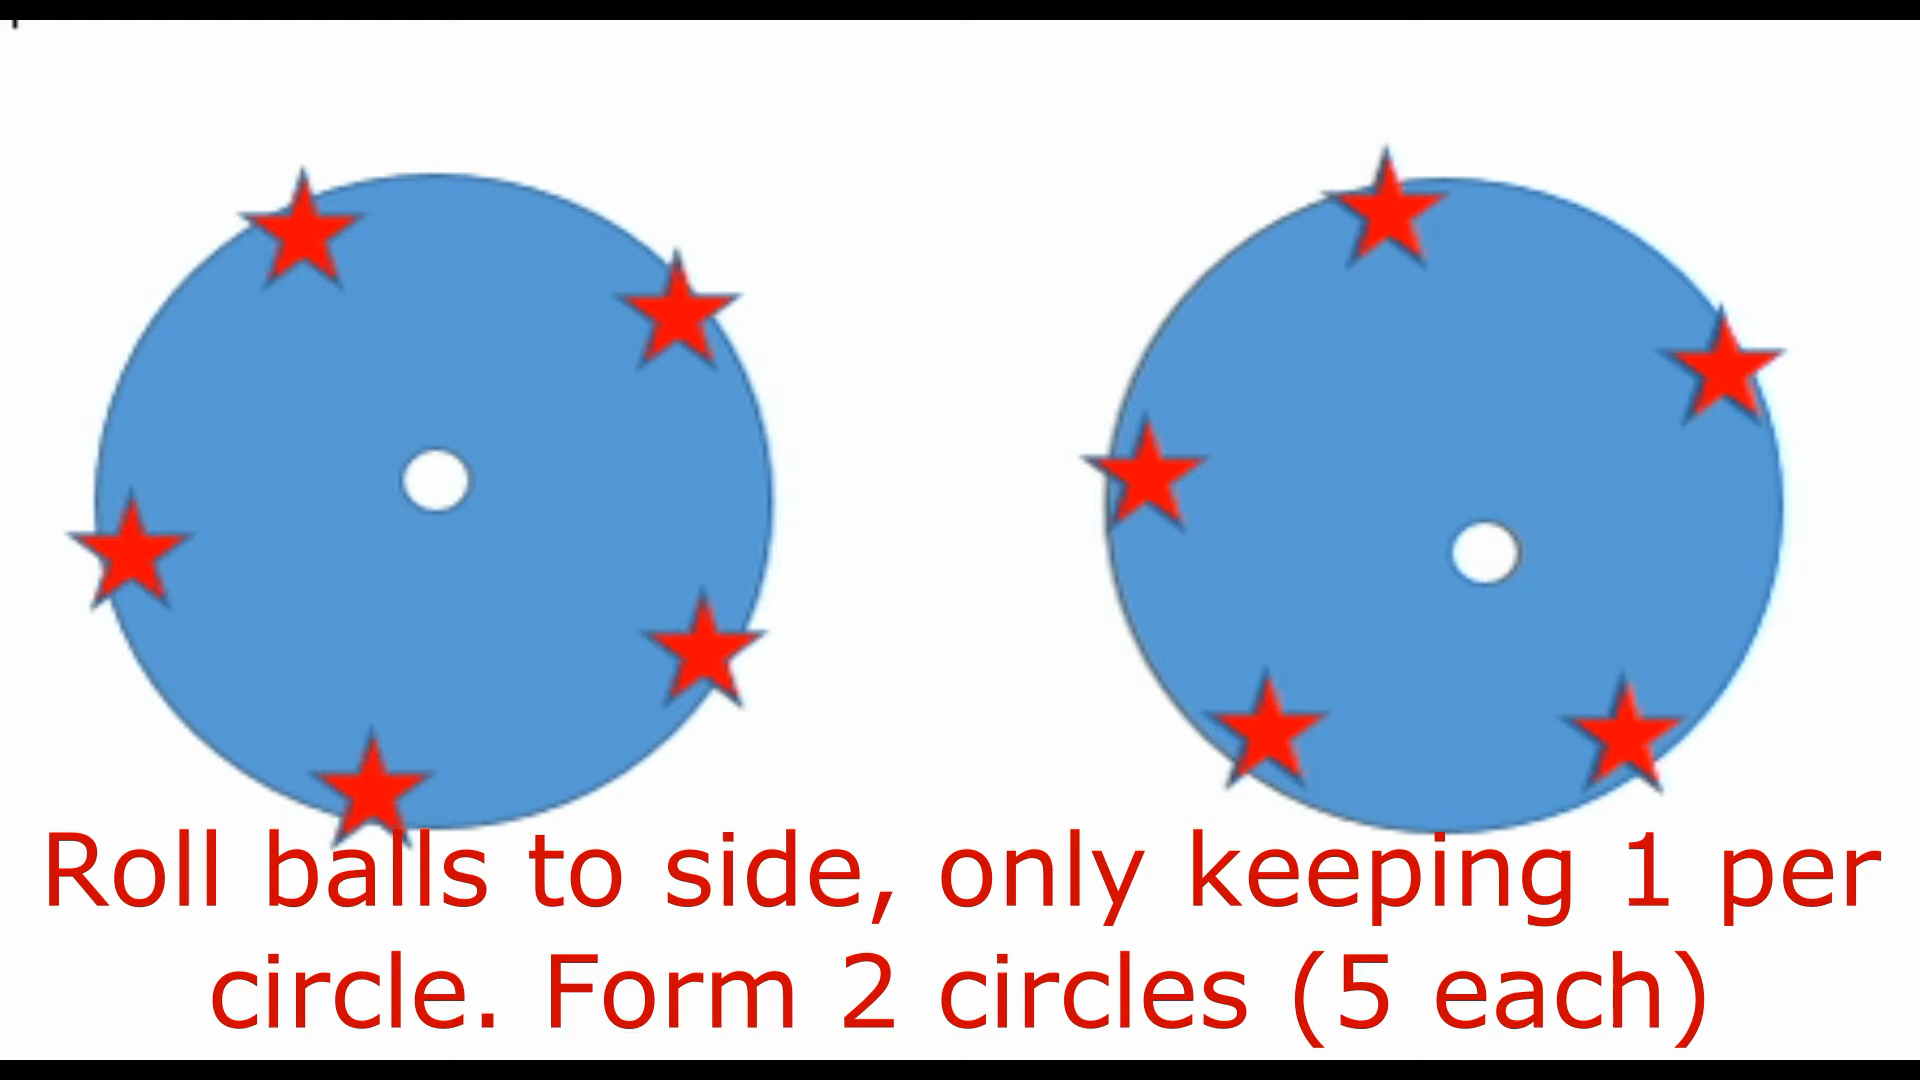 Roll balls to side, only keeping 1 per
circle. Form 2 circles (5 each)